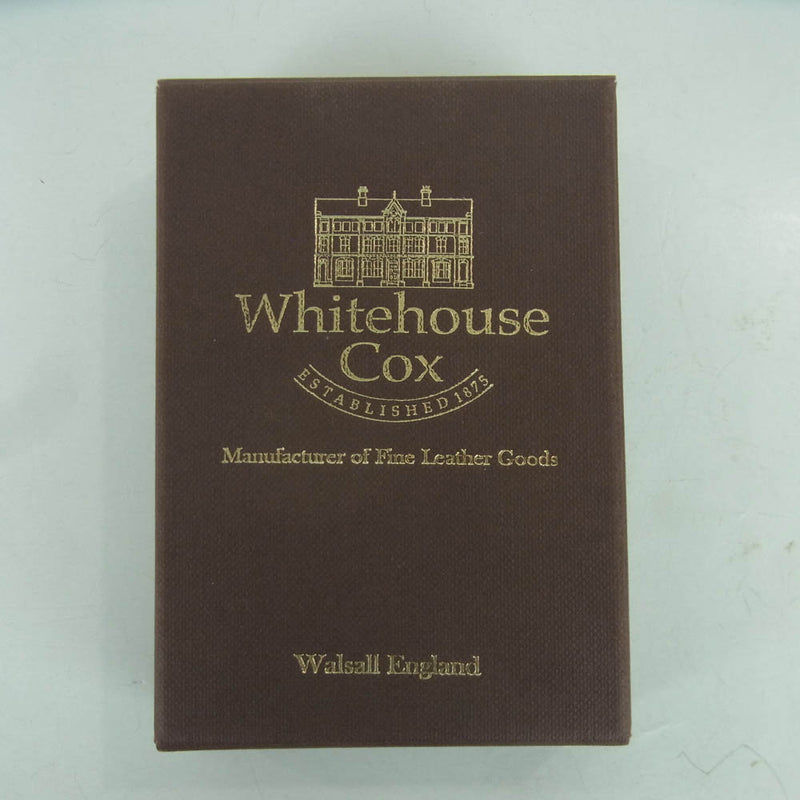 Whitehouse
Cox
ESTABLISHED 1875
Manufacturer of Fine Leather Goods
Walsall England